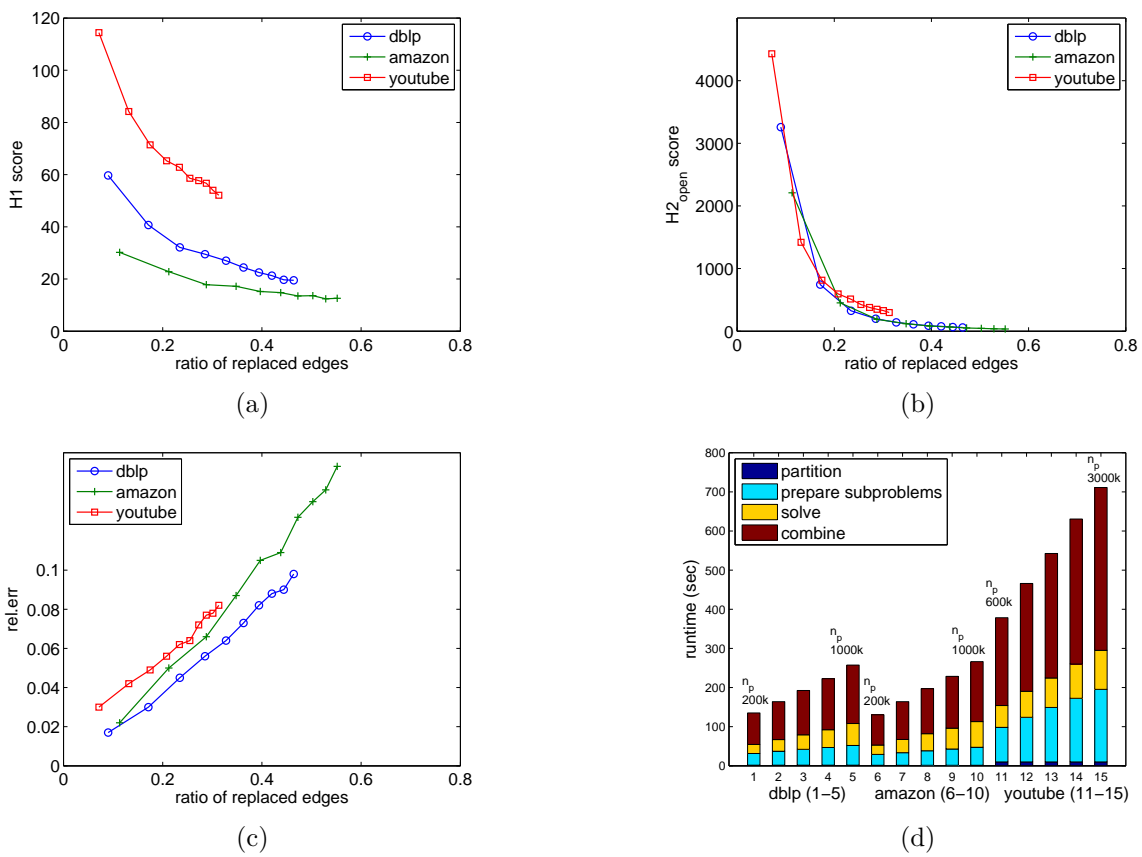 120
100
80
60
40
20
0
H1 score
0 0.2 0.4 0.6 0.8
ratio of replaced edges
dblp
amazon
youtube
(a)
4000
3000
2000
1000
0
H2open score
0 0.2 0.4 0.6 0.8
ratio of replaced edges
dblp
amazon
youtube
(b)
0.1
0.08
0.06
0.04
0.02
0
rel.err
0 0.2 0.4 0.6 0.8
ratio of replaced edges
dblp
amazon
youtube
(c)
800
700
600
500
400
300
200
100
0
runtime (sec)
partition
prepare subproblems
solve
combine
np
200k
np
1000k
np
200k
np
1000k
np
600k
np
3000k
1 2 3 4 5 6 7 8 9 10 11 12 13 14 15
dblp (1−5) amazon (6−10) youtube (11−15)
(d)